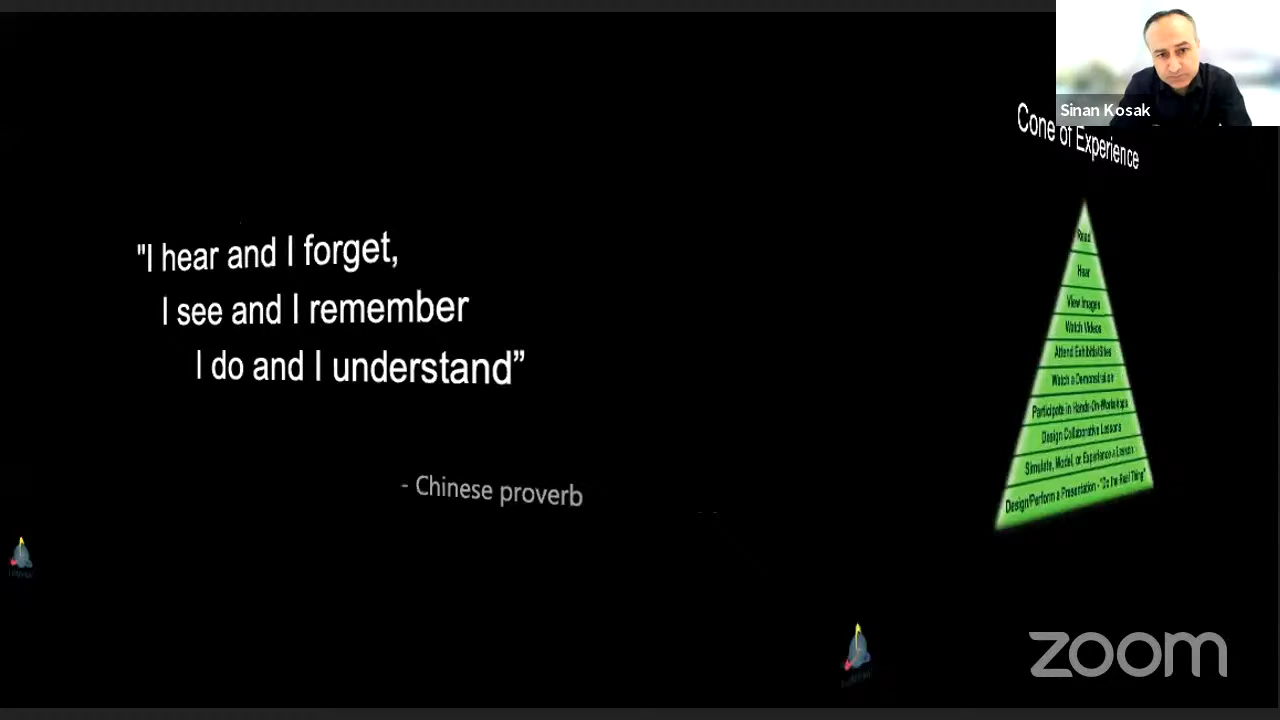 Sinan Kosak
Cone of Experience
"I hear and I forget,
I see and I remember
I do and I understand”
- Chinese proverb
Read
Hear
View Images
Watch Videos
Attend Exhibits/Sites
Watch a Demonstration
Participate in Hands-On-Workshops
Design Collaborative Lessons
Simulate, Model, or Experience a Lesson
Design/Perform a Presentation - "Do the Real Thing"
zoom